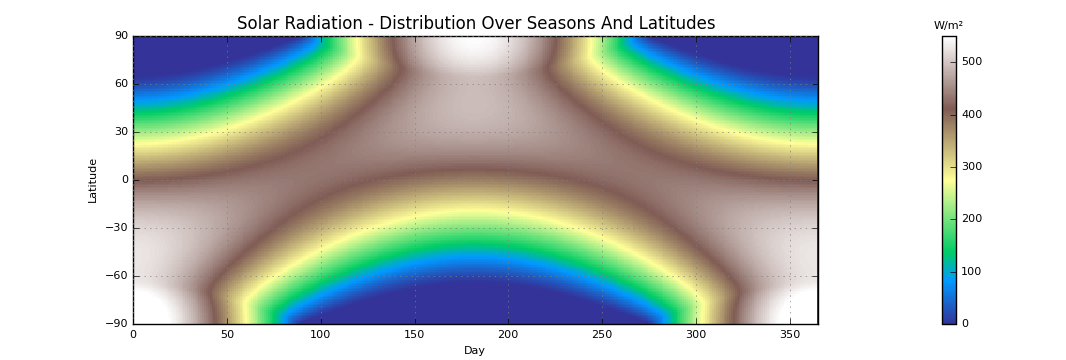 Solar Radiation - Distribution Over Seasons And Latitudes
W/m²
90
60
30
0
−30
−60
−90
Latitude
0 50 100 150 200 250 300 350
Day
500
400
300
200
100
0